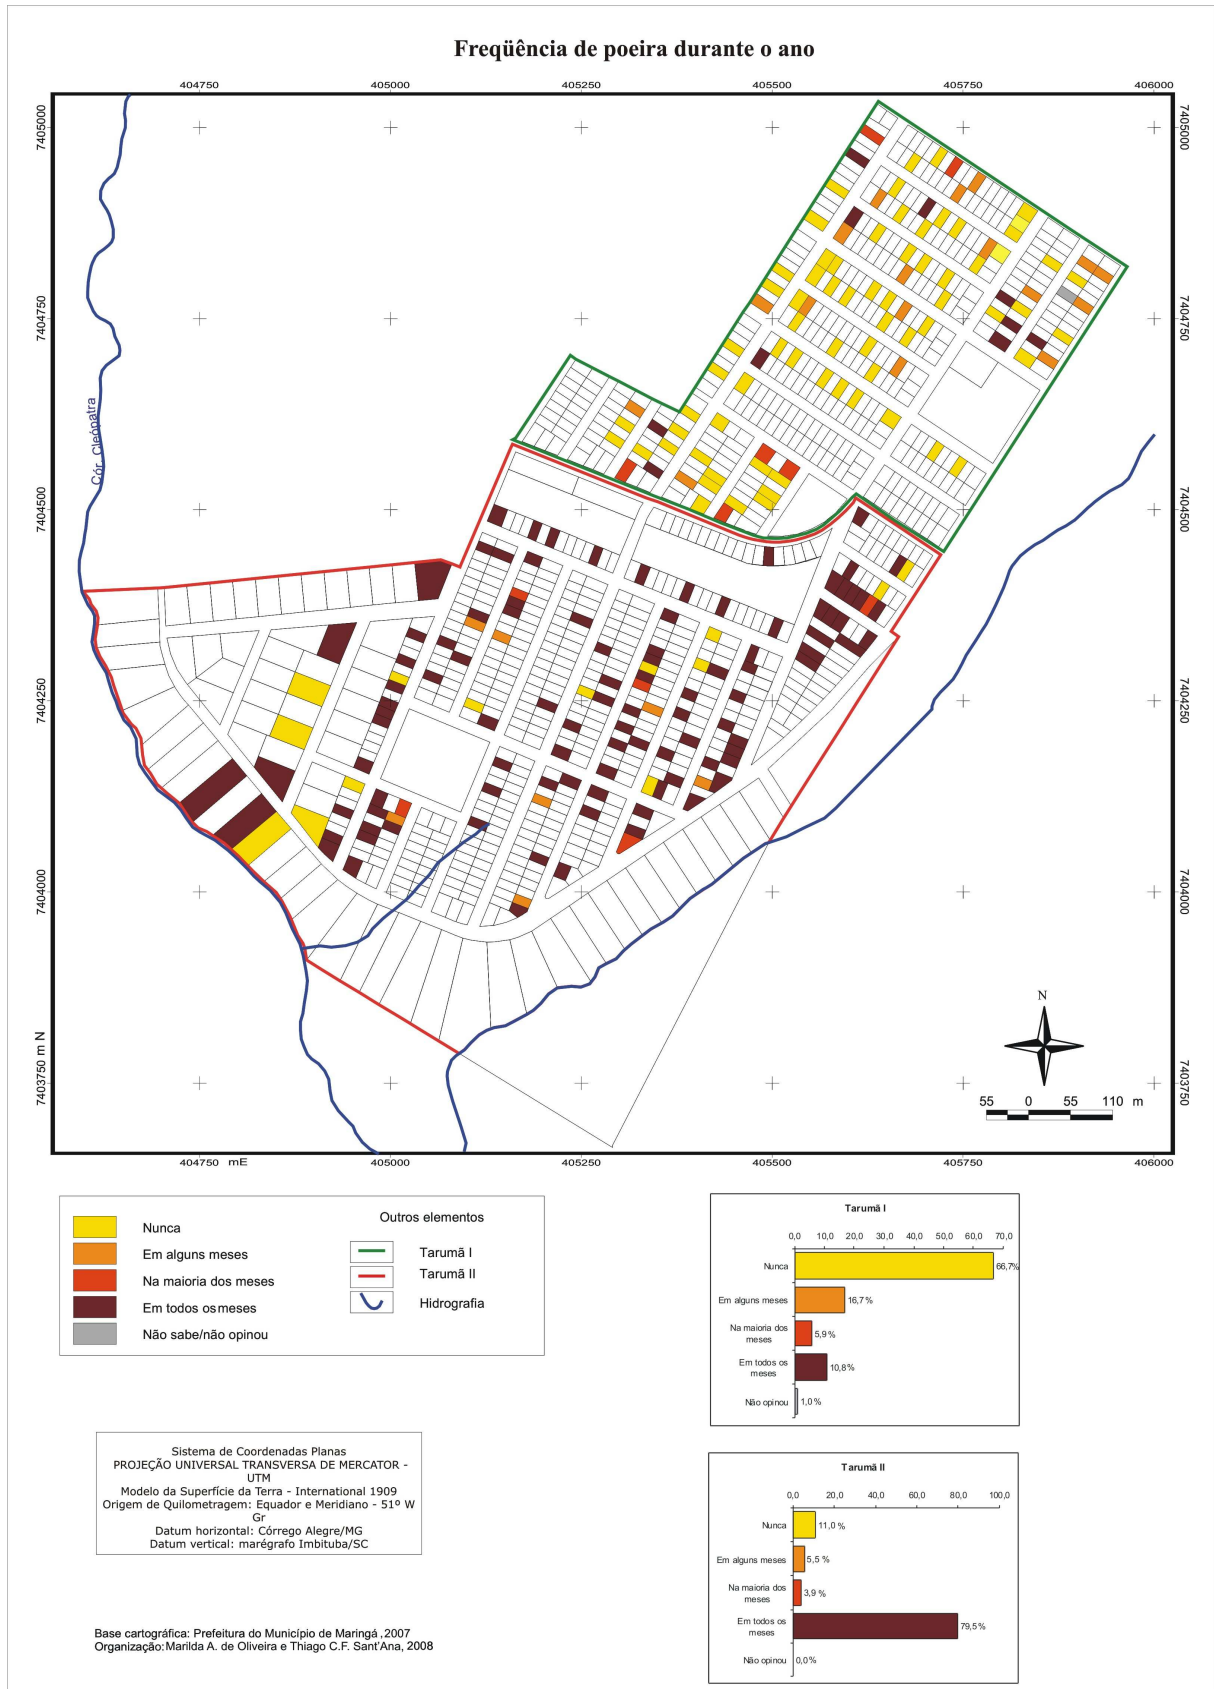 Freqüência de poeira durante o ano
404750 405000 405250 405500 405750 406000
7405000 7405000
7404750 7404750
Cór. Cleópatra
7404500 7404500
7404250 7404250
7404000 7404000
N
7403750 m N 7403750
55 0 55 110 m
404750 mE 405000 405250 405500 405750 406000
Nunca
Em alguns meses
Na maioria dos meses
Em todos os meses
Não sabe/não opinou
Outros elementos
Tarumã I
Tarumã II
Hidrografia
Tarumã I
0,0 10,0 20,0 30,0 40,0 50,0 60,0 70,0
Nunca 66,7%
Em alguns meses 16,7%
Na maioria dos
meses 5,9%
Em todos os
meses 10,8%
Não opinou 1,0%
Sistema de Coordenadas Planas
PROJEÇÃO UNIVERSAL TRANSVERSA DE MERCATOR -
UTM
Modelo da Superfície da Terra - International 1909
Origem de Quilometragem: Equador e Meridiano - 51º W
Gr
Datum horizontal: Córrego Alegre/MG
Datum vertical: marégrafo Imbituba/SC
Tarumã II
0,0 20,0 40,0 60,0 80,0 100,0
Nunca 11,0%
Em alguns meses 5,5%
Na maioria dos
meses 3,9%
Em todos os
meses 79,5%
Não opinou 0,0%
Base cartográfica: Prefeitura do Município de Maringá, 2007
Organização: Marilda A. de Oliveira e Thiago C.F. Sant'Ana, 2008